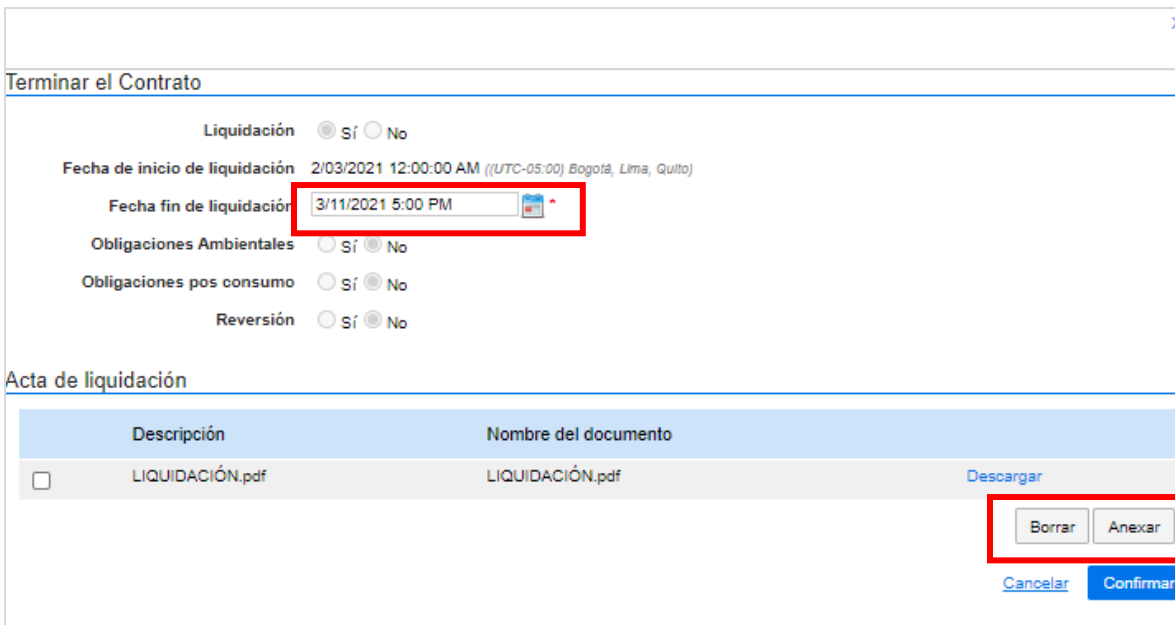 Terminar el Contrato
Liquidación Sí No
Fecha de inicio de liquidación 2/03/2021 12:00:00 AM ((UTC-05:00) Bogotá, Lima, Quito)
Fecha fin de liquidación 3/11/2021 5:00 PM *
Obligaciones Ambientales Sí No
Obligaciones pos consumo Sí No
Reversión Sí No
Acta de liquidación
Descripción Nombre del documento
LIQUIDACIÓN.pdf LIQUIDACIÓN.pdf Descargar
Borrar Anexar
Cancelar Confirmar